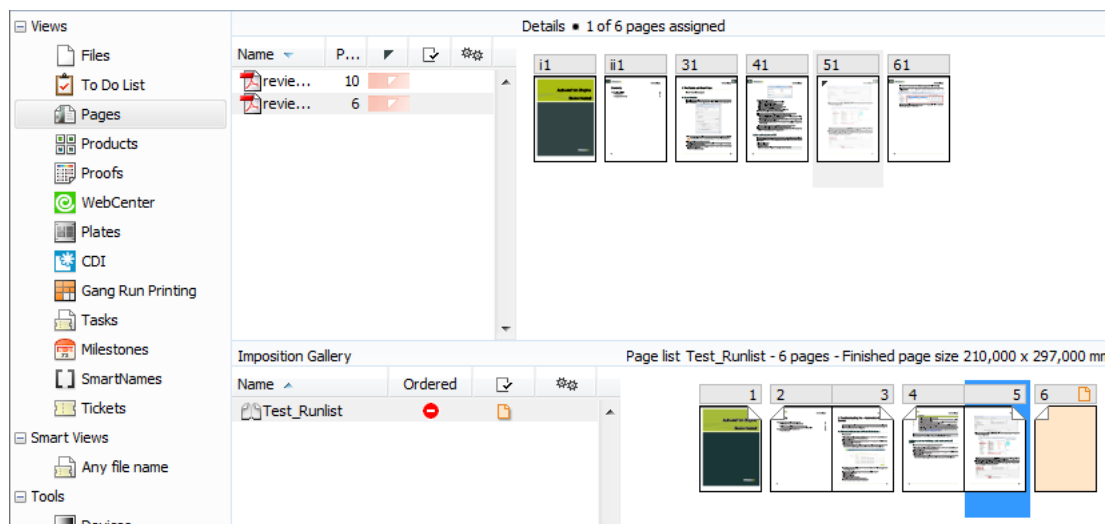 Views
Files
To Do List
Pages
Products
Proofs
WebCenter
Plates
CDI
Gang Run Printing
Tasks
Milestones
SmartNames
Tickets
Smart Views
Any file name
Tools
Details • 1 of 6 pages assigned
Name P...
revie... 10
revie... 6
i1 ii1 31 41 51 61
Imposition Gallery
Name Ordered
Test_Runlist
Page list Test_Runlist - 6 pages - Finished page size 210,000 x 297,000 mm
1 2 3 4 5 6